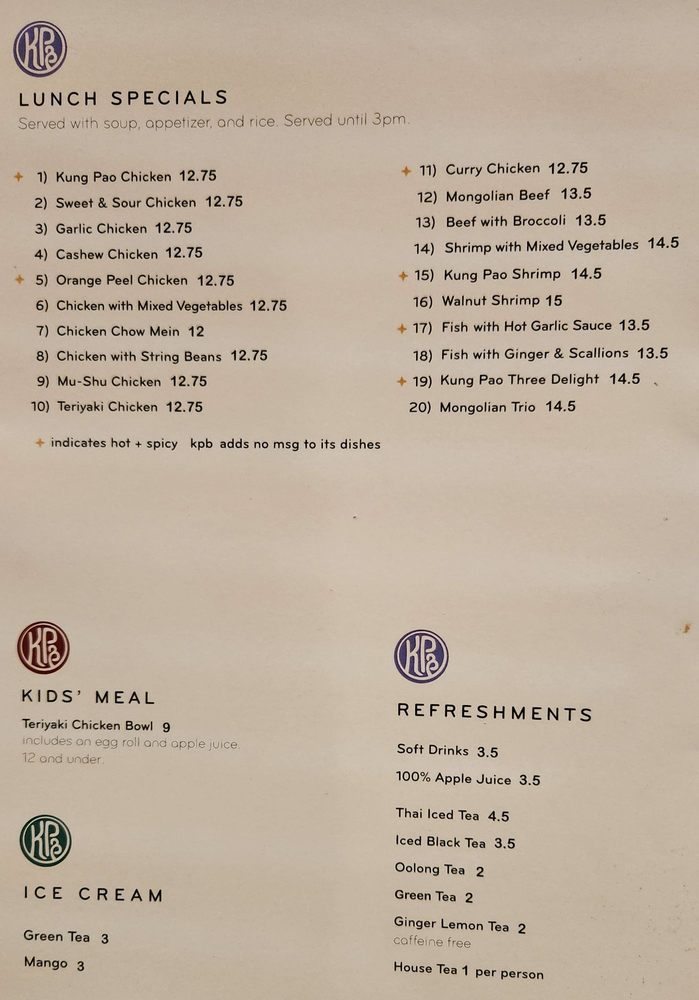 KPB
LUNCH SPECIALS
Served with soup, appetizer, and rice. Served until 3pm.
1) Kung Pao Chicken 12.75
2) Sweet & Sour Chicken 12.75
3) Garlic Chicken 12.75
4) Cashew Chicken 12.75
5) Orange Peel Chicken 12.75
6) Chicken with Mixed Vegetables 12.75
7) Chicken Chow Mein 12
8) Chicken with String Beans 12.75
9) Mu-Shu Chicken 12.75
10) Teriyaki Chicken 12.75
11) Curry Chicken 12.75
12) Mongolian Beef 13.5
13) Beef with Broccoli 13.5
14) Shrimp with Mixed Vegetables 14.5
15) Kung Pao Shrimp 14.5
16) Walnut Shrimp 15
17) Fish with Hot Garlic Sauce 13.5
18) Fish with Ginger & Scallions 13.5
19) Kung Pao Three Delight 14.5
20) Mongolian Trio 14.5
indicates hot + spicy kpb adds no msg to its dishes
KPB
KIDS' MEAL
Teriyaki Chicken Bowl 9
includes an egg roll and apple juice.
12 and under.
KPB
ICE CREAM
Green Tea 3
Mango 3
KPB
REFRESHMENTS
Soft Drinks 3.5
100% Apple Juice 3.5
Thai Iced Tea 4.5
Iced Black Tea 3.5
Oolong Tea 2
Green Tea 2
Ginger Lemon Tea 2
caffeine free
House Tea 1 per person